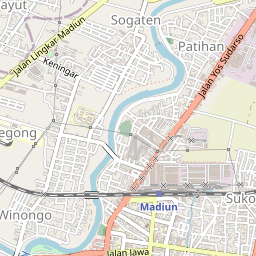 ayut
Sogaten
Patihan
Jalan Lingkar Madiun
Keningar
Jalan Yos Sudarso
egong
Winongo
Madiun
Suko
Jalan Jawa